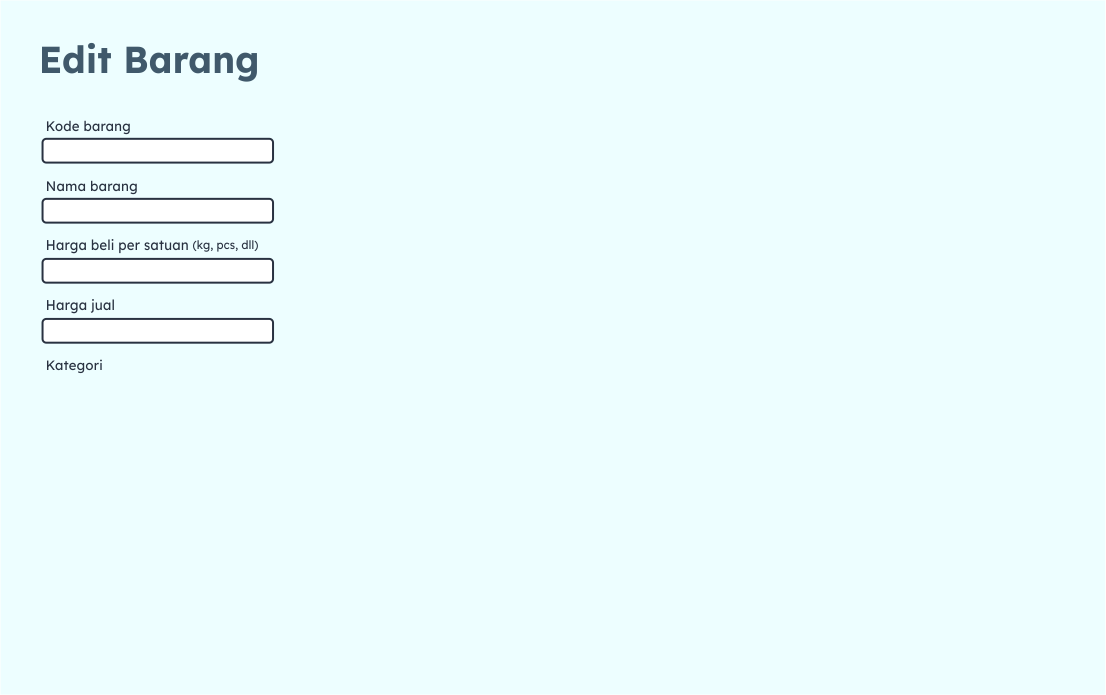 Edit Barang
Kode barang
Nama barang
Harga beli per satuan (kg, pcs, dll)
Harga jual
Kategori